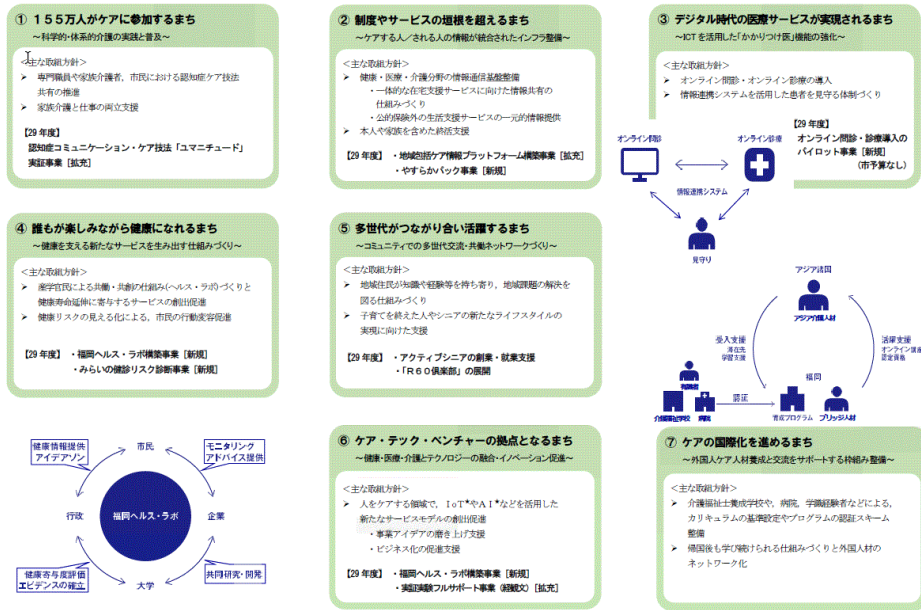 ① １５５万人がケアに参加するまち
～科学的・体系的介護の実践と普及～
＜主な取組方針＞
➤ 専門職員や家族介護者，市民における認知症ケア技法
共有の推進
➤ 家族介護と仕事の両立支援
【29 年度】
認知症コミュニケーション・ケア技法「ユマニチュード」
実証事業［拡充］
② 制度やサービスの垣根を超えるまち
～ケアする人／される人の情報が統合されたインフラ整備～
＜主な取組方針＞
➤ 健康・医療・介護分野の情報通信基盤整備
・一体的な在宅支援サービスに向けた情報共有の
仕組みづくり
・公的保険外の生活支援サービスの一元的情報提供
➤ 本人や家族を含めた終活支援
【29 年度】 ・地域包括ケア情報プラットフォーム構築事業［拡充］
・やすらかパック事業［新規］
③ デジタル時代の医療サービスが実現されるまち
～ICT を活用した「かかりつけ医」機能の強化～
＜主な取組方針＞
➤ オンライン問診・オンライン診療の導入
➤ 情報連携システムを活用した患者を見守る体制づくり
【29 年度】
オンライン問診・診療導入の
パイロット事業［新規］
（市予算なし）
オンライン問診
オンライン診療
情報連携システム
見守り
④ 誰もが楽しみながら健康になれるまち
～健康を支える新たなサービスを生み出す仕組みづくり～
＜主な取組方針＞
➤ 産学官民による共働・共創の仕組み(ヘルス・ラボ)づくりと
健康寿命延伸に寄与するサービスの創出促進
➤ 健康リスクの見える化による、市民の行動変容促進
【29 年度】 ・福岡ヘルス・ラボ構築事業［新規］
・みらいの健診リスク診断事業［新規］
⑤ 多世代がつながり合い活躍するまち
～コミュニティでの多世代交流・共働ネットワークづくり～
＜主な取組方針＞
➤ 地域住民が知識や経験等を持ち寄り，地域課題の解決を
図る仕組みづくり
➤ 子育てを終えた人やシニアの新たなライフスタイルの
実現に向けた支援
【29 年度】 ・アクティブシニアの創業・就業支援
・「Ｒ６０倶楽部」の展開
アジア諸国
アジア介護人材
受入支援
滞在先
学習支援
活躍支援
オンライン講座
認定資格
福岡
認証
介護福祉士学校
病院
育成プログラム
ブリッジ人材
健康情報提供
アイデアソン
市民
モニタリング
アドバイス提供
行政
福岡ヘルス・ラボ
企業
健康寄与度評価
エビデンスの確立
大学
共同研究・開発
⑥ ケア・テック・ベンチャーの拠点となるまち
～健康・医療・介護とテクノロジーの融合・イノベーション促進～
＜主な取組方針＞
➤ 人をケアする領域で，ＩｏＴ*やＡＩ*などを活用した
新たなサービスモデルの創出促進
・事業アイデアの磨き上げ支援
・ビジネス化の促進支援
【29 年度】 ・福岡ヘルス・ラボ構築事業［新規］
・実証実験フルサポート事業（経観文）［拡充］
⑦ ケアの国際化を進めるまち
～外国人ケア人材養成と交流をサポートする枠組み整備～
＜主な取組方針＞
➤ 介護福祉士養成学校や，病院，学識経験者などによる，
カリキュラムの基準設定やプログラムの認証スキーム
整備
➤ 帰国後も学び続けられる仕組みづくりと外国人材の
ネットワーク化